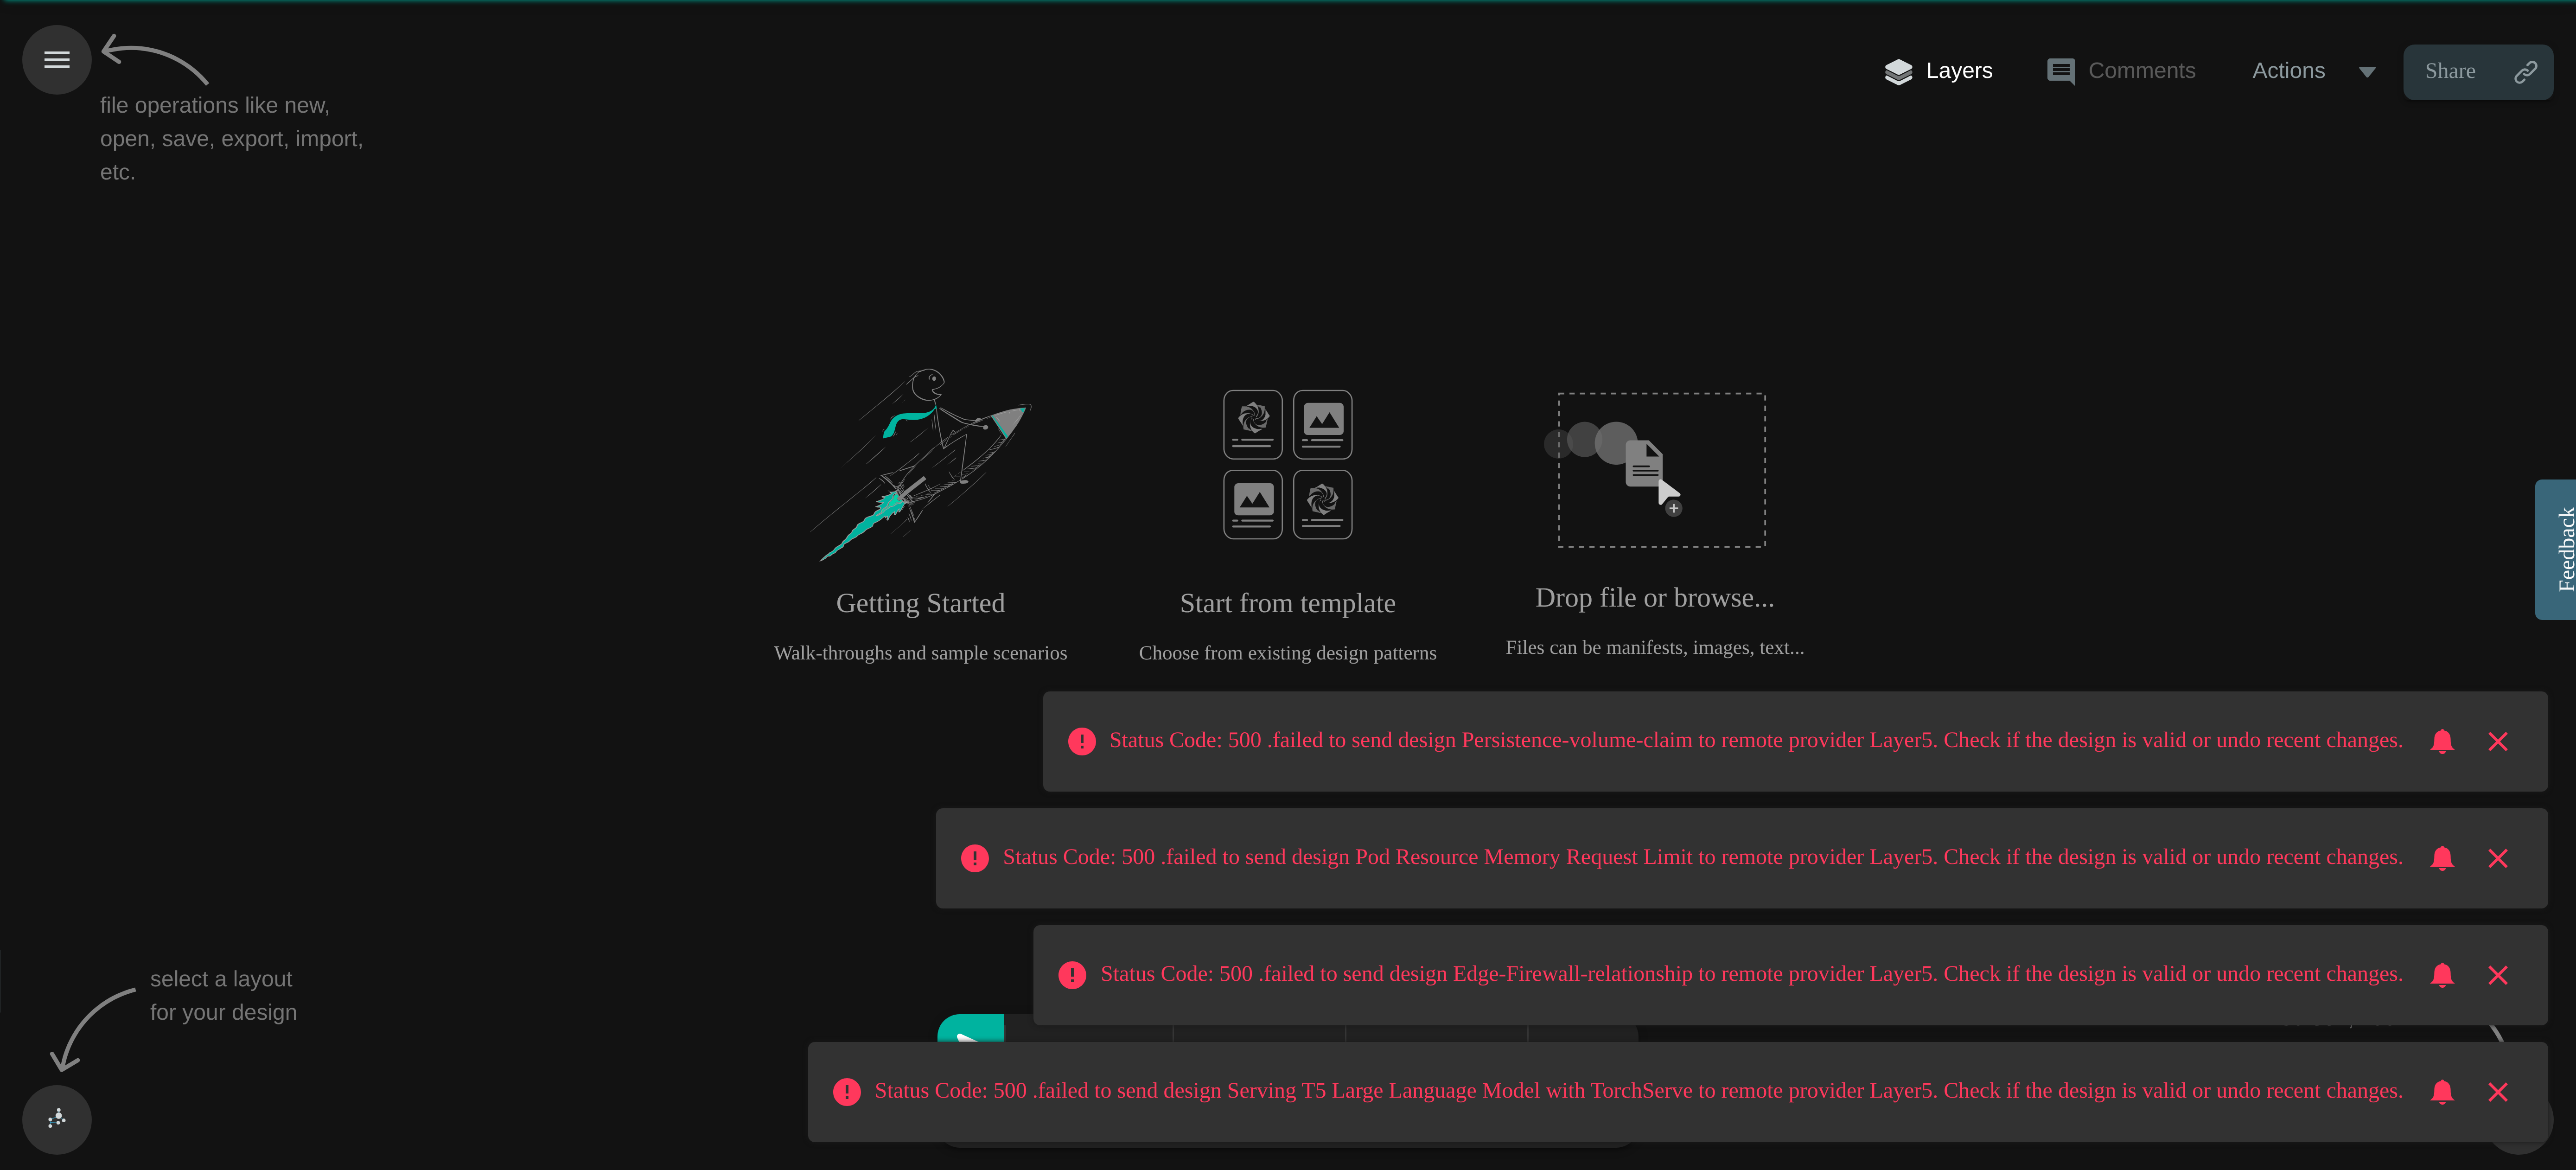 file operations like new,
open, save, export, import,
etc.
Layers
Comments
Actions
Share
Getting Started
Walk-throughs and sample scenarios
Start from template
Choose from existing design patterns
Drop file or browse...
Files can be manifests, images, text...
Feedback
Status Code: 500 .failed to send design Persistence-volume-claim to remote provider Layer5. Check if the design is valid or undo recent changes.
Status Code: 500 .failed to send design Pod Resource Memory Request Limit to remote provider Layer5. Check if the design is valid or undo recent changes.
Status Code: 500 .failed to send design Edge-Firewall-relationship to remote provider Layer5. Check if the design is valid or undo recent changes.
Status Code: 500 .failed to send design Serving T5 Large Language Model with TorchServe to remote provider Layer5. Check if the design is valid or undo recent changes.
select a layout
for your design